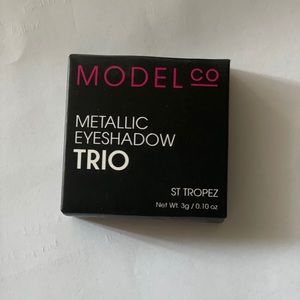 MODEL CO
METALLIC
EYESHADOW
TRIO
ST TROPEZ
Net Wt. 3g / 0.10 oz